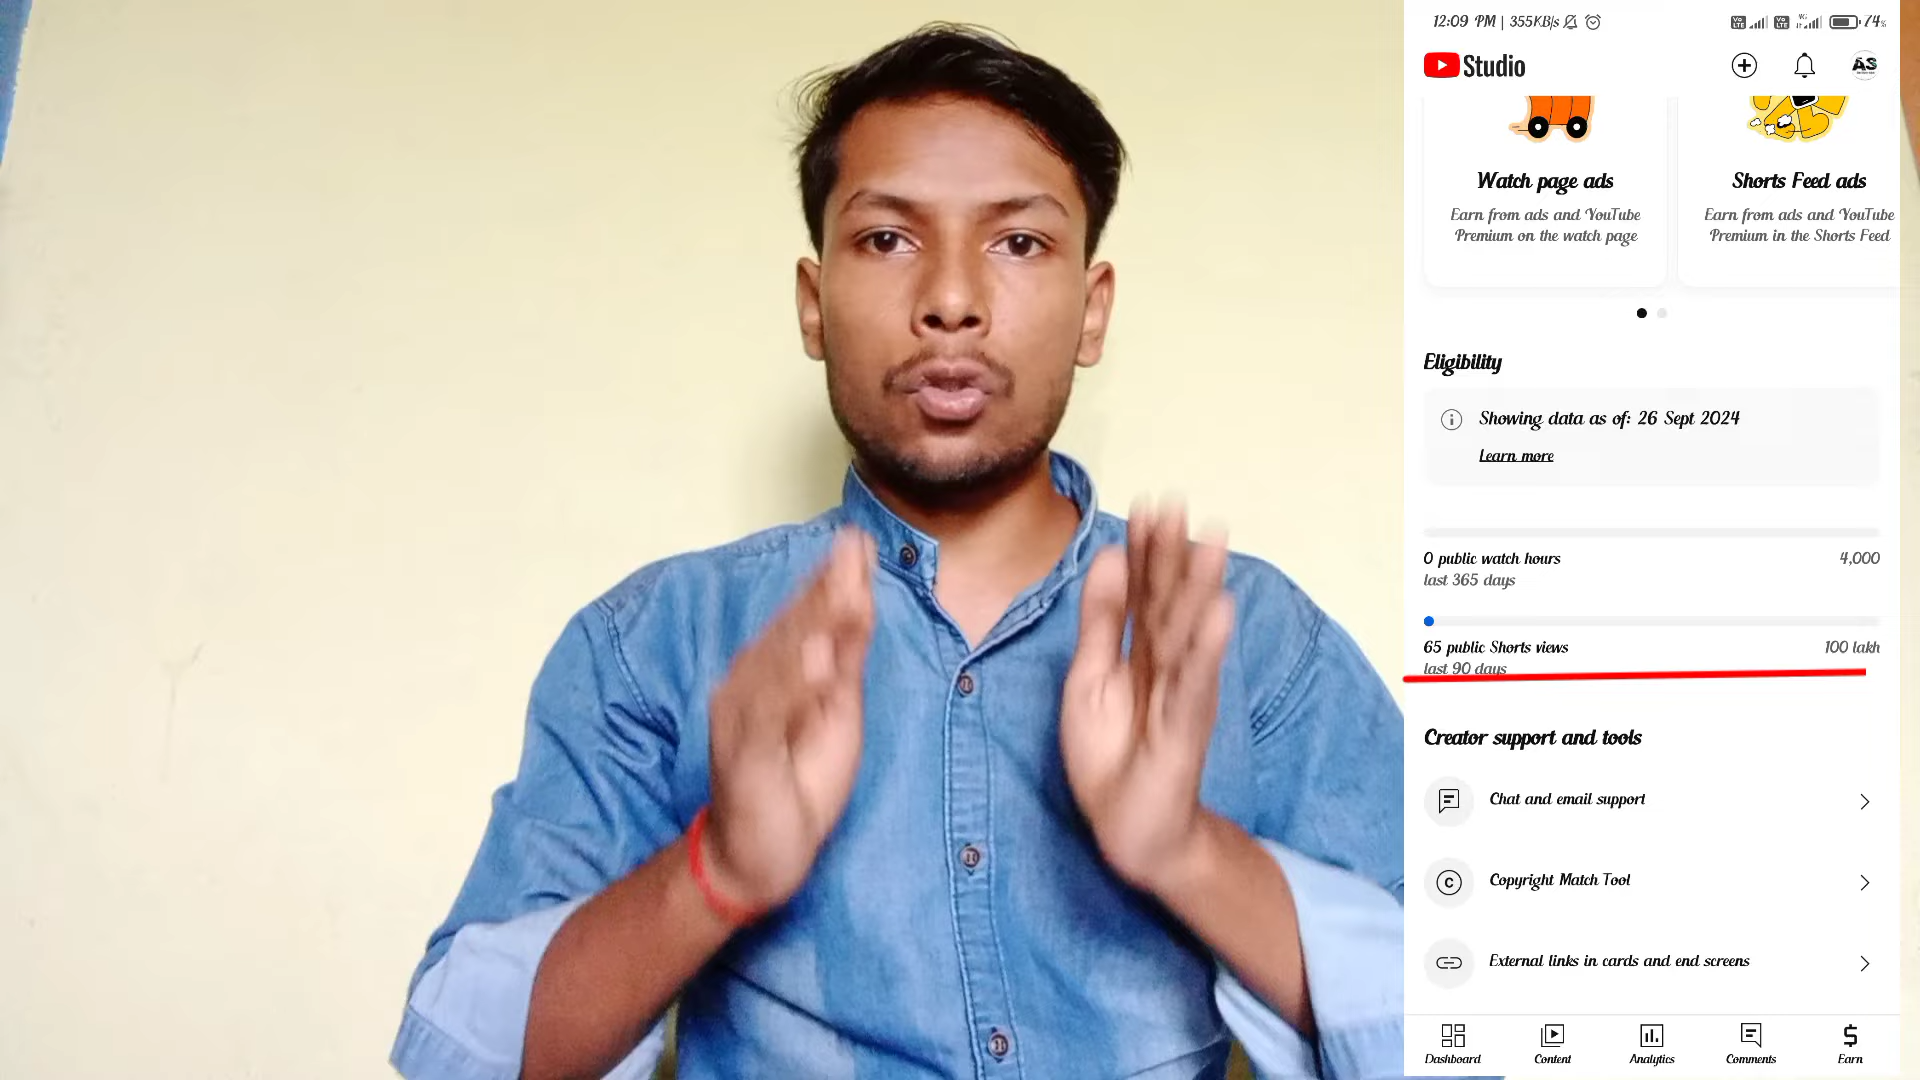 12:09 PM | 355KB/s
74%
Studio
AS
Watch page ads
Earn from ads and YouTube
Premium on the watch page
Shorts Feed ads
Earn from ads and YouTube
Premium in the Shorts Feed
Eligibility
Showing data as of: 26 Sept 2024
Learn more
0 public watch hours
4,000
last 365 days
65 public Shorts views
100 lakh
last 90 days
Creator support and tools
Chat and email support
Copyright Match Tool
External links in cards and end screens
Dashboard
Content
Analytics
Comments
Earn